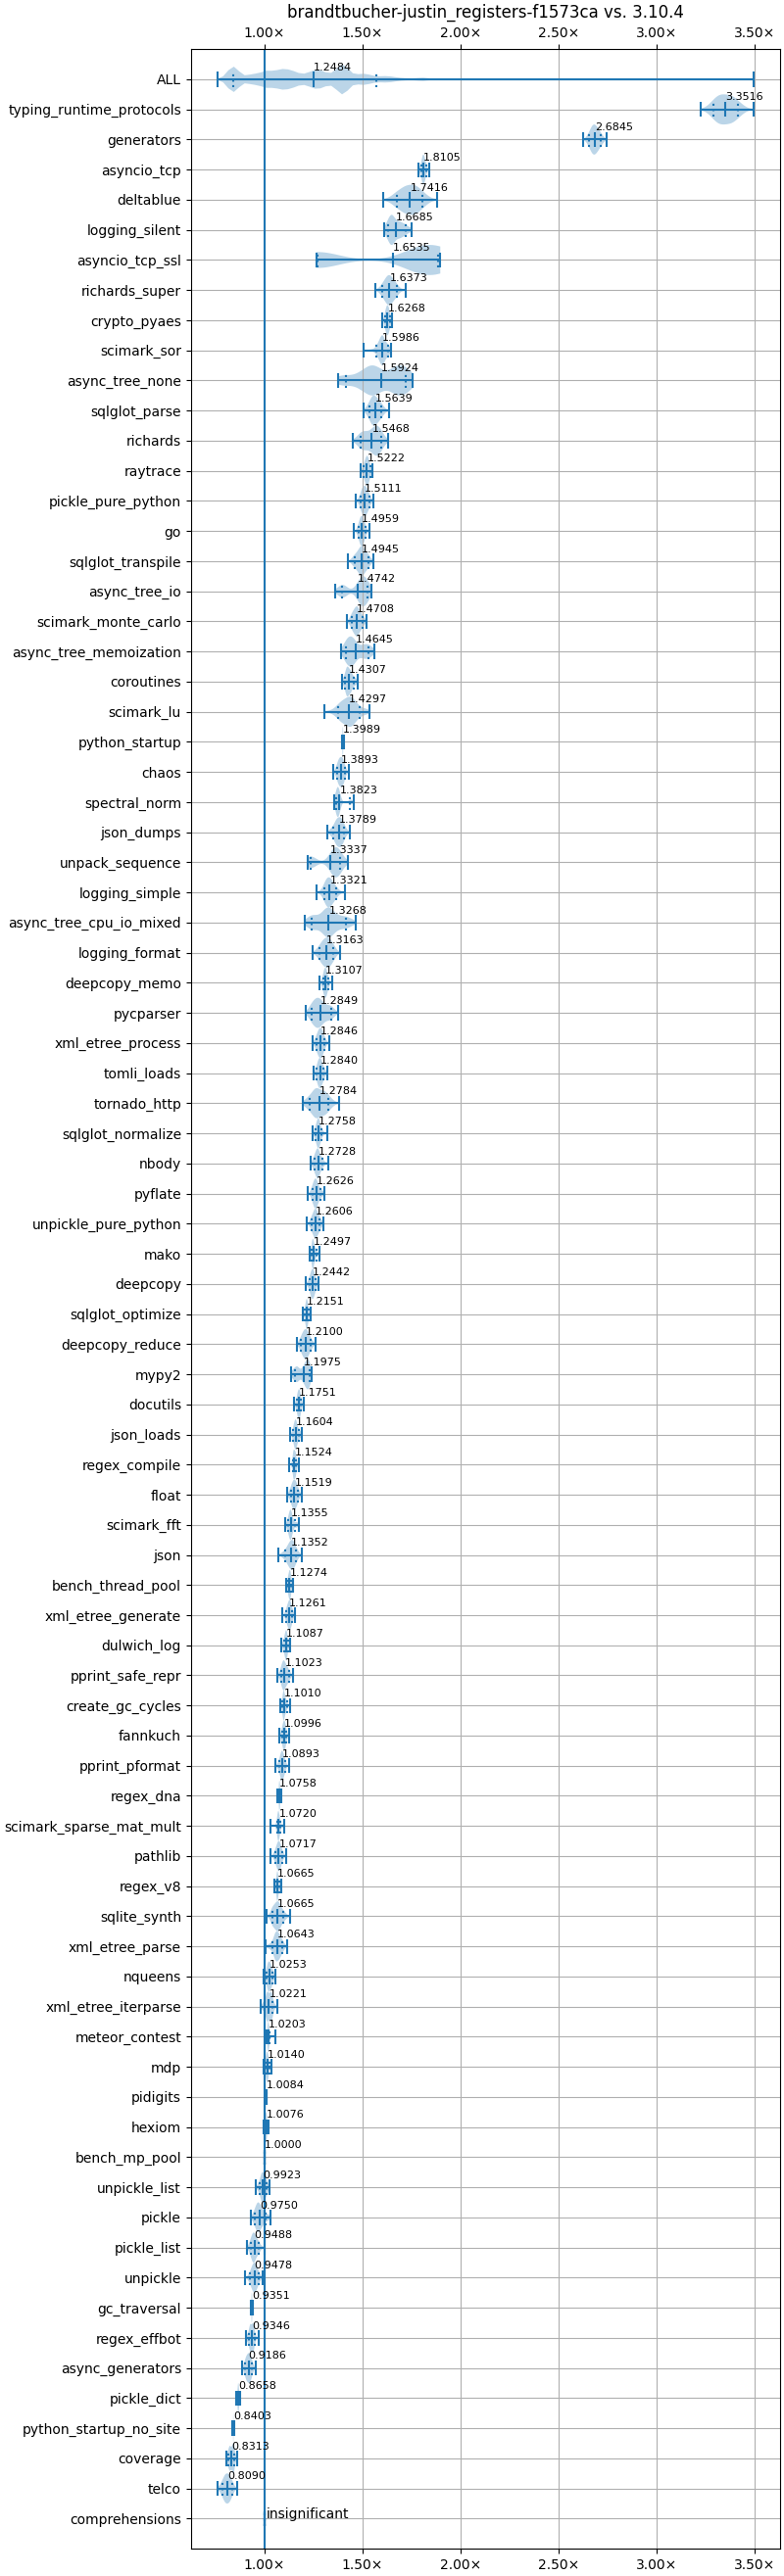 brandtbucher-justin_registers-f1573ca vs. 3.10.4
1.00× 1.50× 2.00× 2.50× 3.00× 3.50×
ALL 1.2484
typing_runtime_protocols 3.3516
generators 2.6845
asyncio_tcp 1.8105
deltablue 1.7416
logging_silent 1.6685
asyncio_tcp_ssl 1.6535
richards_super 1.6373
crypto_pyaes 1.6268
scimark_sor 1.5986
async_tree_none 1.5924
sqlglot_parse 1.5639
richards 1.5468
raytrace 1.5222
pickle_pure_python 1.5111
go 1.4959
sqlglot_transpile 1.4945
async_tree_io 1.4742
scimark_monte_carlo 1.4708
async_tree_memoization 1.4645
coroutines 1.4307
scimark_lu 1.4297
python_startup 1.3989
chaos 1.3893
spectral_norm 1.3823
json_dumps 1.3789
unpack_sequence 1.3337
logging_simple 1.3321
async_tree_cpu_io_mixed 1.3268
logging_format 1.3163
deepcopy_memo 1.3107
pycparser 1.2849
xml_etree_process 1.2846
tomli_loads 1.2840
tornado_http 1.2784
sqlglot_normalize 1.2758
nbody 1.2728
pyflate 1.2626
unpickle_pure_python 1.2606
mako 1.2497
deepcopy 1.2442
sqlglot_optimize 1.2151
deepcopy_reduce 1.2100
mypy2 1.1975
docutils 1.1751
json_loads 1.1604
regex_compile 1.1524
float 1.1519
scimark_fft 1.1355
json 1.1352
bench_thread_pool 1.1274
xml_etree_generate 1.1261
dulwich_log 1.1087
pprint_safe_repr 1.1023
create_gc_cycles 1.1010
fannkuch 1.0996
pprint_pformat 1.0893
regex_dna 1.0758
scimark_sparse_mat_mult 1.0720
pathlib 1.0717
regex_v8 1.0665
sqlite_synth 1.0665
xml_etree_parse 1.0643
nqueens 1.0253
xml_etree_iterparse 1.0221
meteor_contest 1.0203
mdp 1.0140
pidigits 1.0084
hexiom 1.0076
bench_mp_pool 1.0000
unpickle_list 0.9923
pickle 0.9750
pickle_list 0.9488
unpickle 0.9478
gc_traversal 0.9351
regex_effbot 0.9346
async_generators 0.9186
pickle_dict 0.8658
python_startup_no_site 0.8403
coverage 0.8313
telco 0.8090
comprehensions insignificant
1.00× 1.50× 2.00× 2.50× 3.00× 3.50×